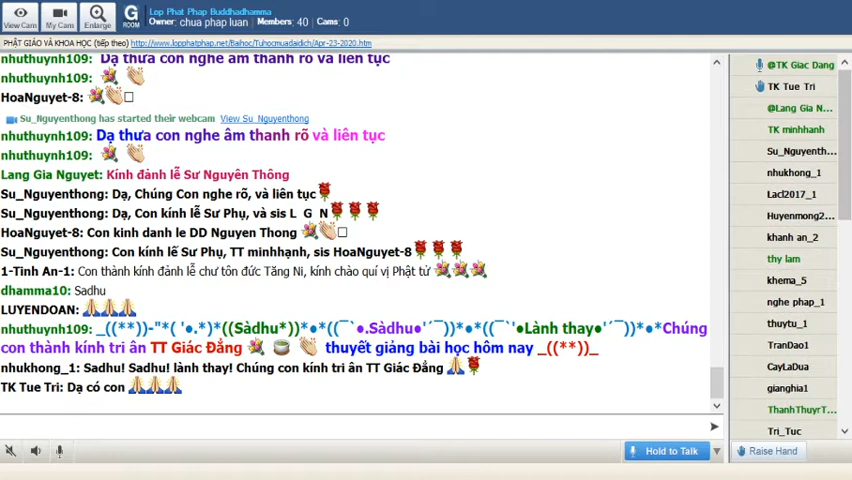 View Cam
My Cams
Enlarge
G
ROOM
Lop Phat Phap Buddhadhamma
Owner: chua phap luan Members: 40 Cams: 0
PHẬT GIÁO VÀ KHOA HỌC (tiếp theo) http://www.lopphatphap.net/Baihoc/Tuhocmuadaidich/Apr-23-2020.htm
Dạ thưa con nghe âm thanh rõ và liên tục
nhuthuynh109:
HoaNguyet-8:
Su_Nguyenthong has started their webcam View Su_Nguyenthong
nhuthuynh109: Dạ thưa con nghe âm thanh rõ và liên tục
nhuthuynh109:
Lang Gia Nguyet: Kính đảnh lễ Sư Nguyên Thông
Su_Nguyenthong: Dạ, Chúng Con nghe rõ, và liên tục
Su_Nguyenthong: Dạ, Con kính lễ Sư Phụ, và sis L G N
HoaNguyet-8: Con kinh danh le DD Nguyen Thong
Su_Nguyenthong: Con kính lế Sư Phụ, TT minhhạnh, sis HoaNguyet-8
1-Tinh An-1: Con thành kính đảnh lễ chư tôn đức Tăng Ni, kính chào quí vị Phật tử
dhamma10: Sadhu
LUYENDOAN:
nhuthuynh109: _((**))-"*( '●.*)*((Sàdhu*))*●*((¯`●.Sàdhu●'´¯))*●*((¯`'●Lành thay●'´¯))*●*Chúng
con thành kính tri ân TT Giác Đẳng thuyết giảng bài học hôm nay _((**))_
nhukhong_1: Sadhu! Sadhu! lành thay! Chúng con kính tri ân TT Giác Đẳng
TK Tue Tri: Dạ có con
Hold to Talk
@TK Giac Dang
TK Tue Tri
@Lang Gia N...
TK minhhanh
Su_Nguyenth...
nhukhong_1
Lacl2017_1
Huyenmong2...
khanh an_2
thy lam
khema_5
nghe phap_1
thuytu_1
TranDao1
CayLaDua
gianghia1
ThanhThuyrT...
Tri_Tuc
Raise Hand